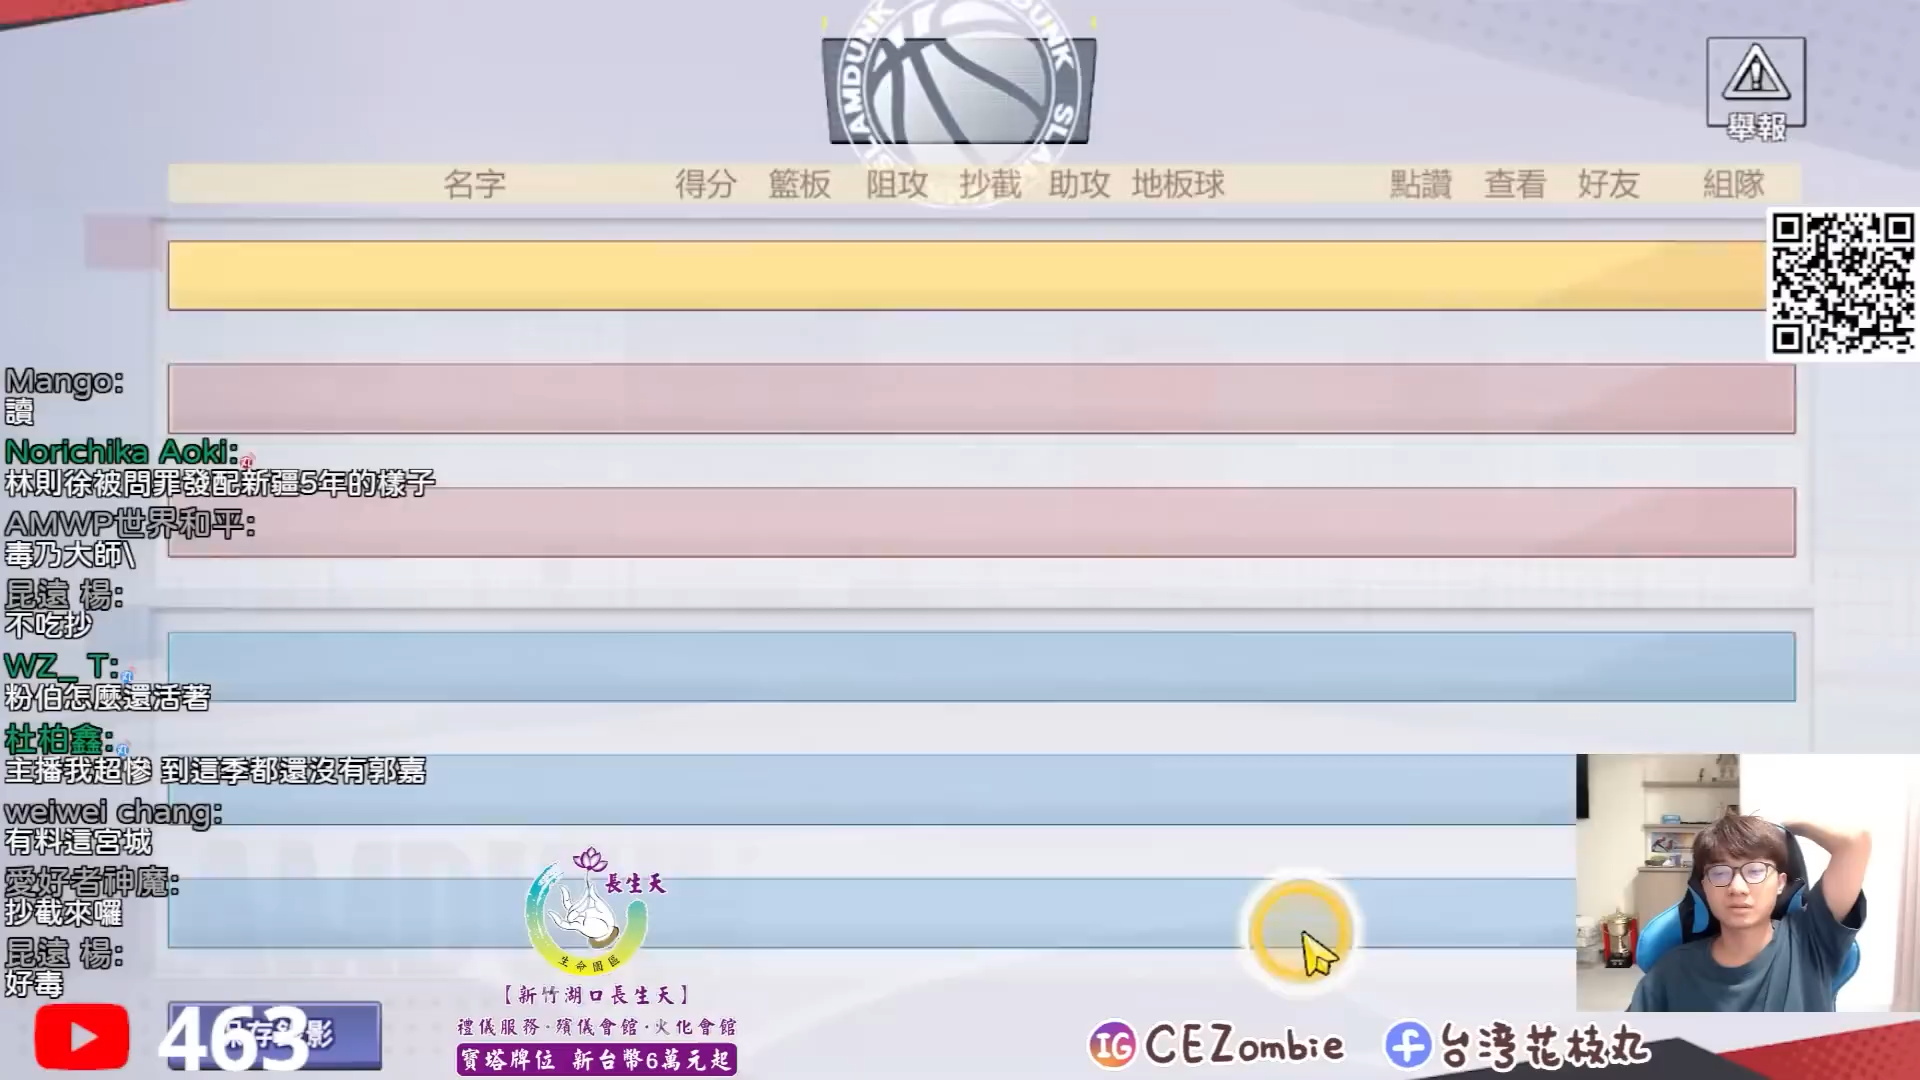 SLAMDUNK
舉報
名字 得分 籃板 阻攻 抄截 助攻 地板球 點讚 查看 好友 組隊
Mango:
讀
Norichika Aoki:
林則徐被問罪發配新疆5年的樣子
AMWP世界和平:
毒乃大師\
昆遠 楊:
不吃抄
WZ_ T:
粉伯怎麼還活著
杜柏鑫:
主播我超慘 到這季都還沒有郭嘉
weiwei chang:
有料這宮城
愛好者神魔:
抄截來囉
昆遠 楊:
好毒
463
存 影
長生天
生命園區
【新竹湖口長生天】
禮儀服務·殯儀會館·火化會館
寶塔牌位 新台幣6萬元起
IG CEZombie
台湾花枝丸